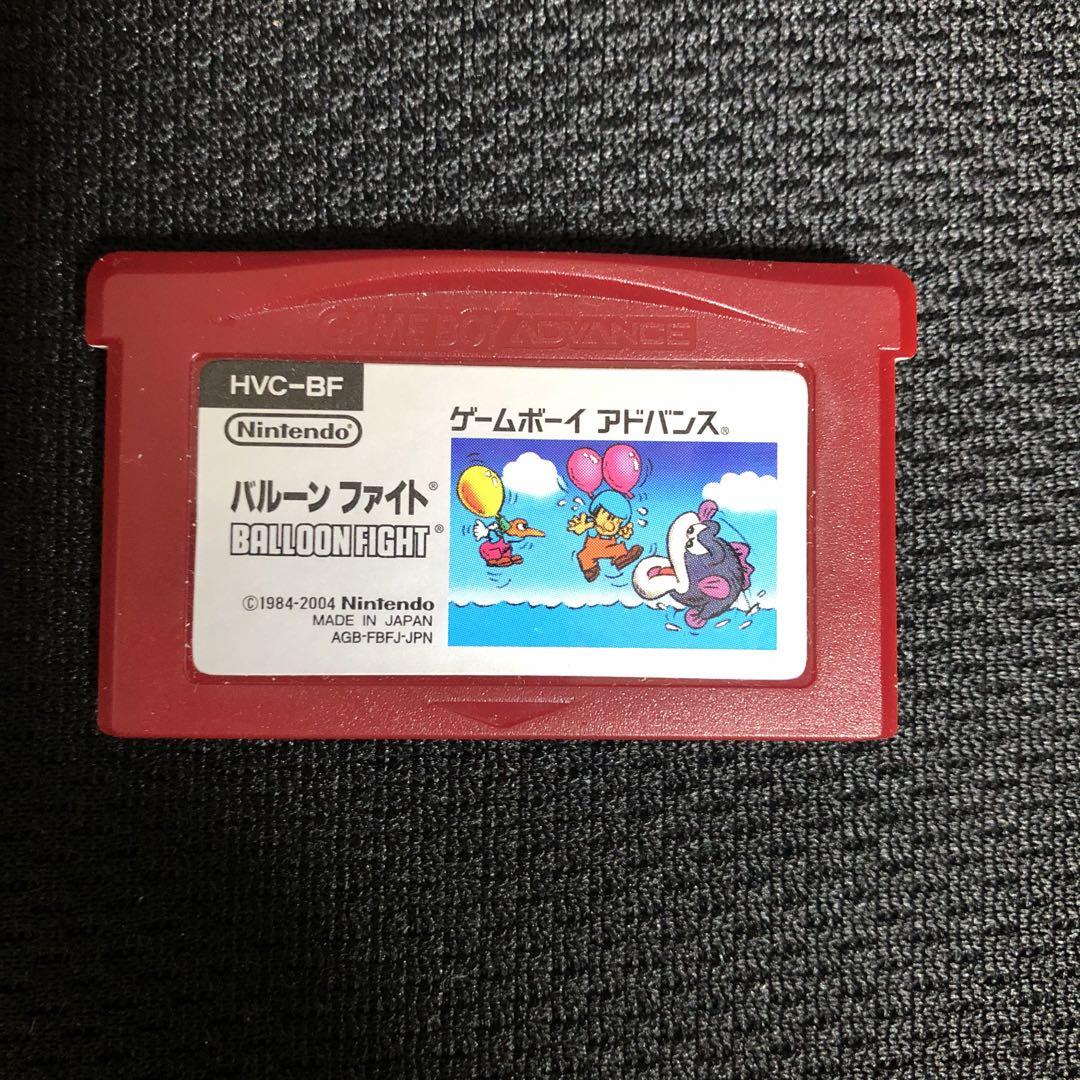 GAME BOY ADVANCE
HVC-BF
Nintendo®
ゲームボーイ アドバンス®
バルーン ファイト®
BALLOON FIGHT®
©1984-2004 Nintendo
MADE IN JAPAN
AGB-FBFJ-JPN